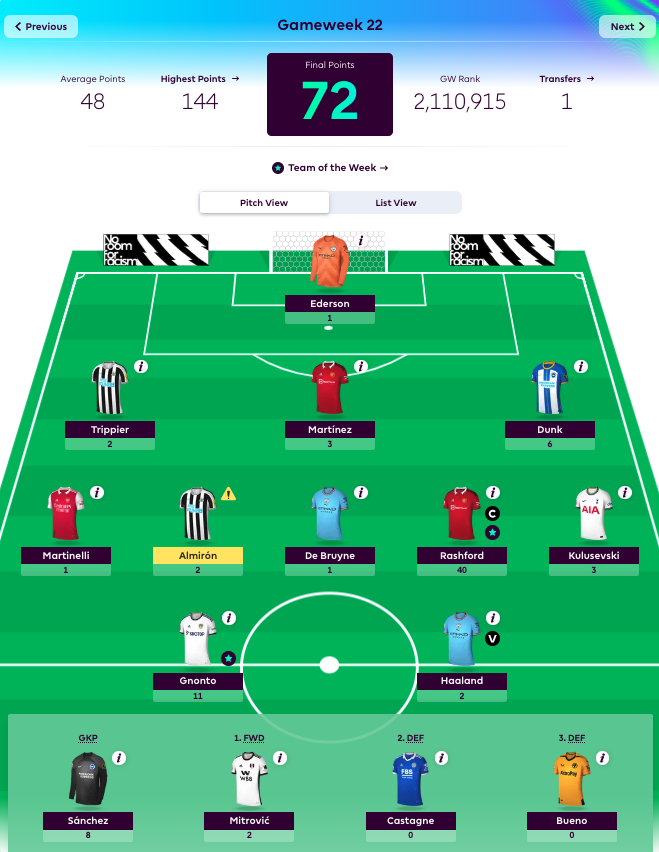 Previous
Gameweek 22
Next
Average Points
48
Highest Points →
144
Final Points
72
GW Rank
2,110,915
Transfers →
1
Team of the Week →
Pitch View
List View
No room for racism
No room for racism
Ederson
1
Trippier
2
Martínez
3
Dunk
6
AIA
C
Martinelli
1
Almirón
2
De Bruyne
1
Rashford
40
Kulusevski
3
V
Gnonto
11
Haaland
2
GKP
1. FWD
2. DEF
3. DEF
W88
FBS
Sánchez
8
Mitrović
2
Castagne
0
Bueno
0